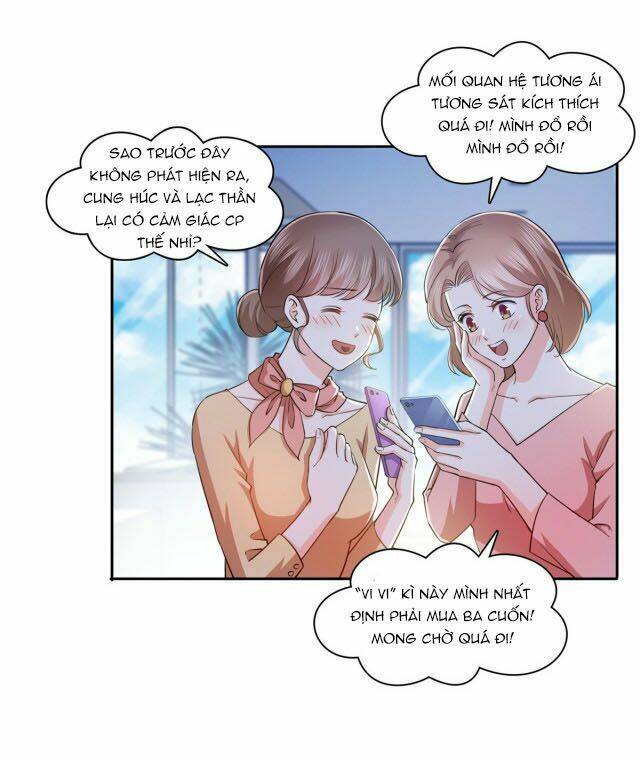 MỐI QUAN HỆ TƯƠNG ÁI
TƯƠNG SÁT KÍCH THÍCH
QUÁ ĐI! MÌNH ĐỔ RỒI
MÌNH ĐỔ RỒI!
SAO TRƯỚC ĐÂY
KHÔNG PHÁT HIỆN RA,
CUNG HÚC VÀ LẠC THẦN
LẠI CÓ CẢM GIÁC CP
THẾ NHỈ?
"VI VI" KÌ NÀY MÌNH NHẤT
ĐỊNH PHẢI MUA BA CUỐN!
MONG CHỜ QUÁ ĐI!